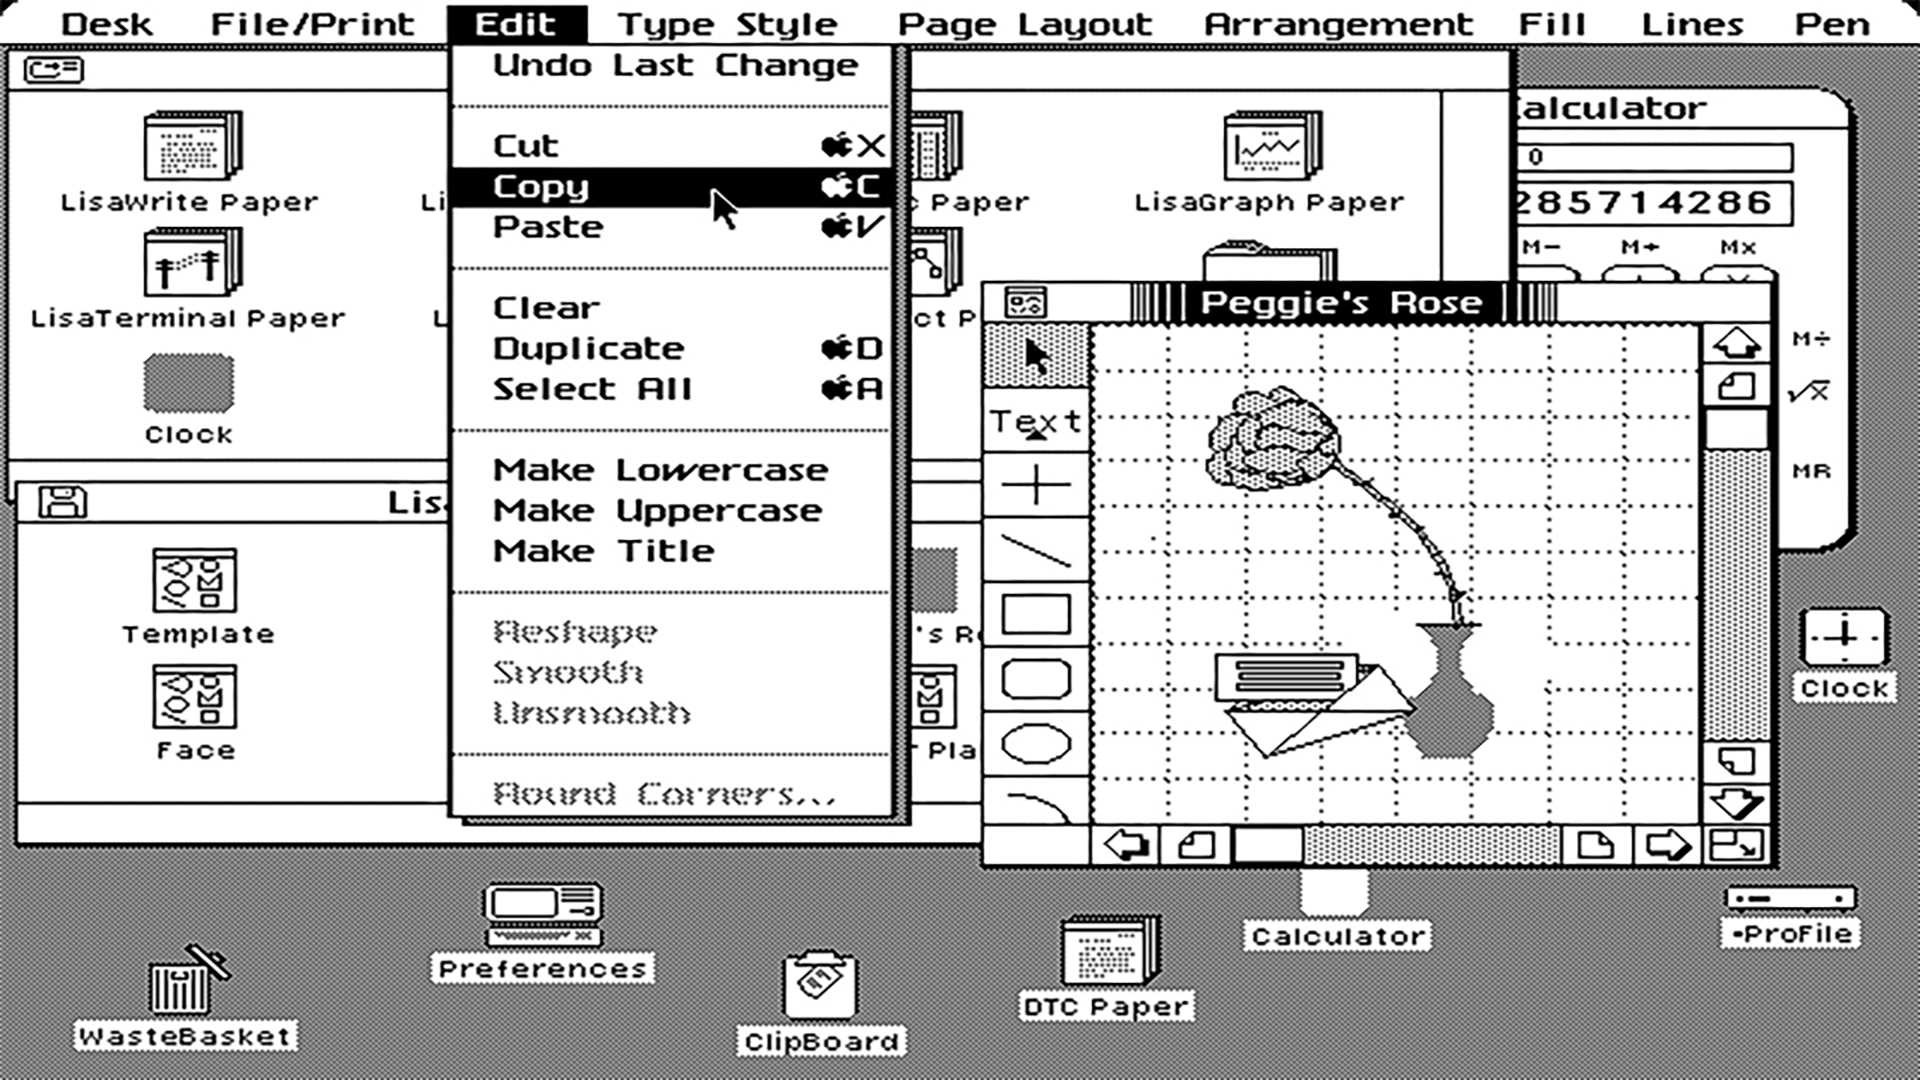 Desk File/Print Edit Type Style Page Layout Arrangement Fill Lines Pen
Undo Last Change
Cut X
Copy C
Paste V
Clear
Duplicate D
Select All A
Make Lowercase
Make Uppercase
Make Title
Reshape
Smooth
Unsmooth
Round Corners...
LisaWrite Paper
Paper
LisaGraph Paper
LisaTerminal Paper
Clock
Lis
Template
Face
alculator
0
285714286
M- M+ Mx
M÷
√x
MR
Peggie's Rose
Text
Clock
Preferences
WasteBasket
ClipBoard
DTC Paper
Calculator
ProFile